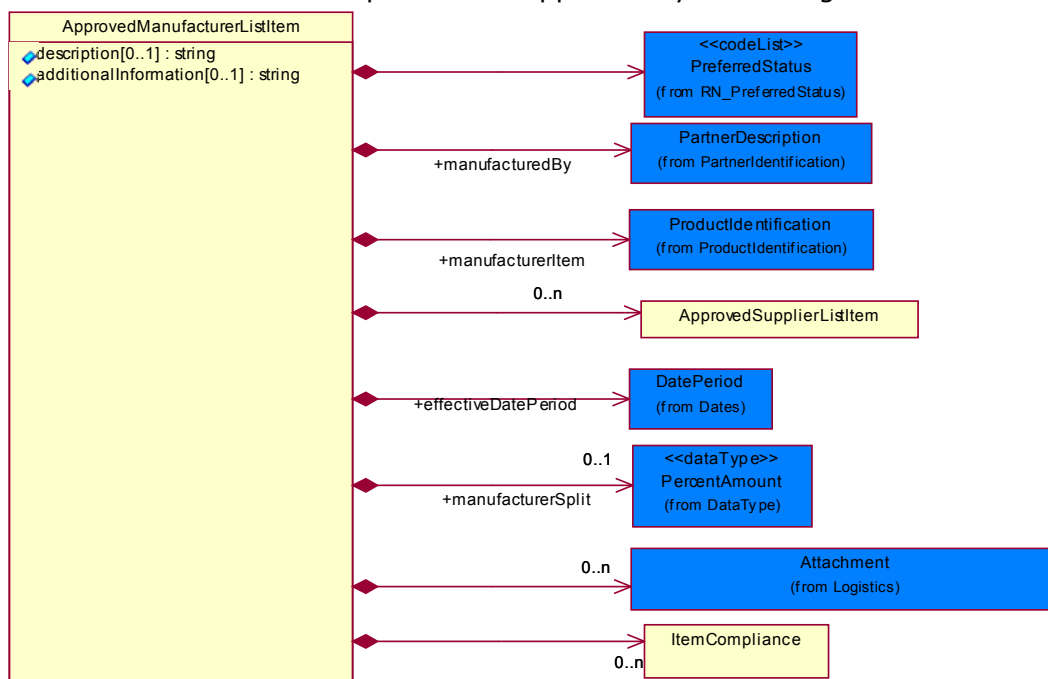 ApprovedManufacturerListItem
description[0..1] : string
additionalInformation[0..1] : string
<<codeList>>
PreferredStatus
(from RN_PreferredStatus)
+manufacturedBy
PartnerDescription
(from PartnerIdentification)
+manufacturerItem
ProductIdentification
(from ProductIdentification)
0..n
ApprovedSupplierListItem
+effectiveDatePeriod
DatePeriod
(from Dates)
0..1
+manufacturerSplit
<<dataType>>
PercentAmount
(from DataType)
0..n
Attachment
(from Logistics)
ItemCompliance
0..n